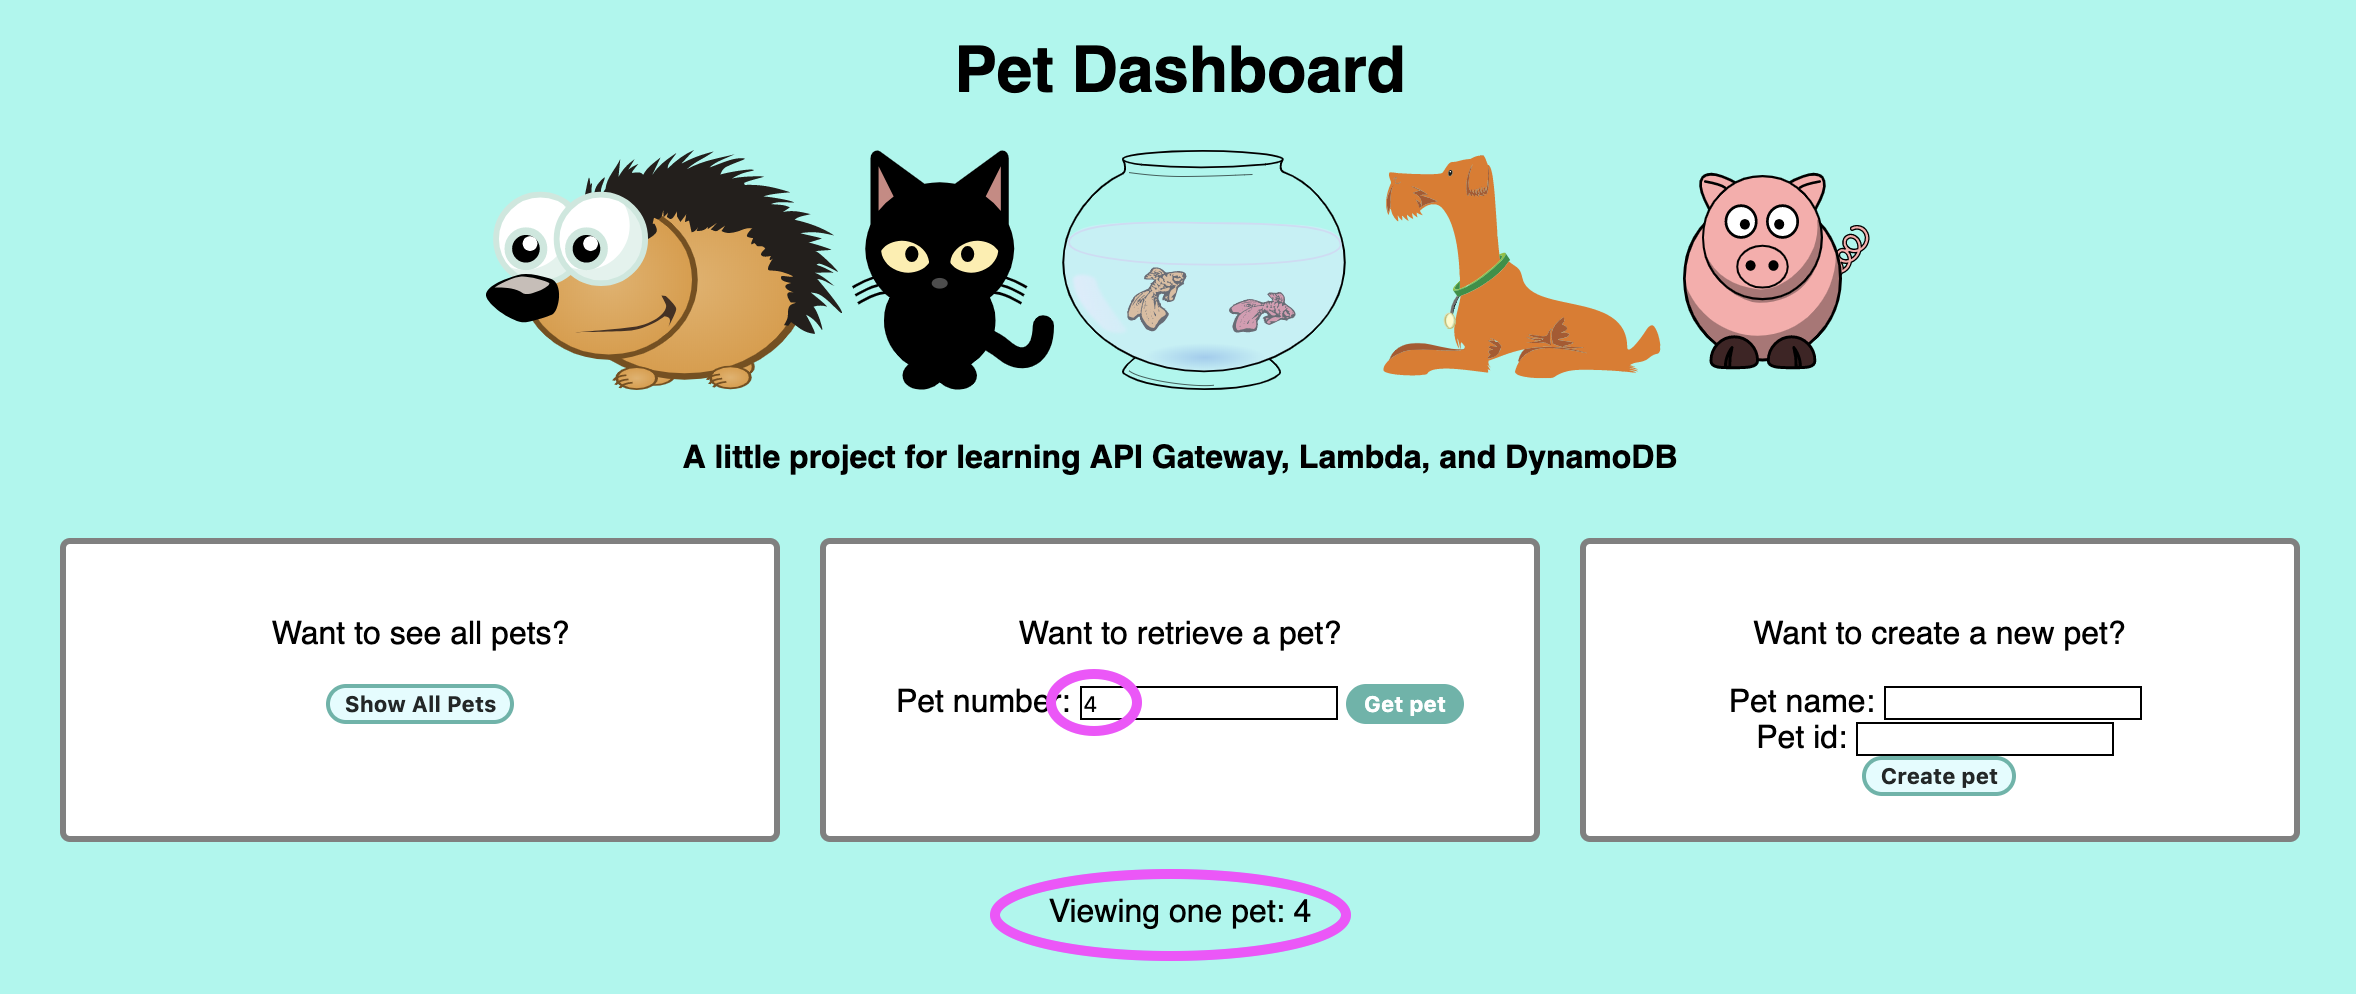 Pet Dashboard
A little project for learning API Gateway, Lambda, and DynamoDB
Want to see all pets?
Show All Pets
Want to retrieve a pet?
Pet number: 4 Get pet
Want to create a new pet?
Pet name:
Pet id:
Create pet
Viewing one pet: 4